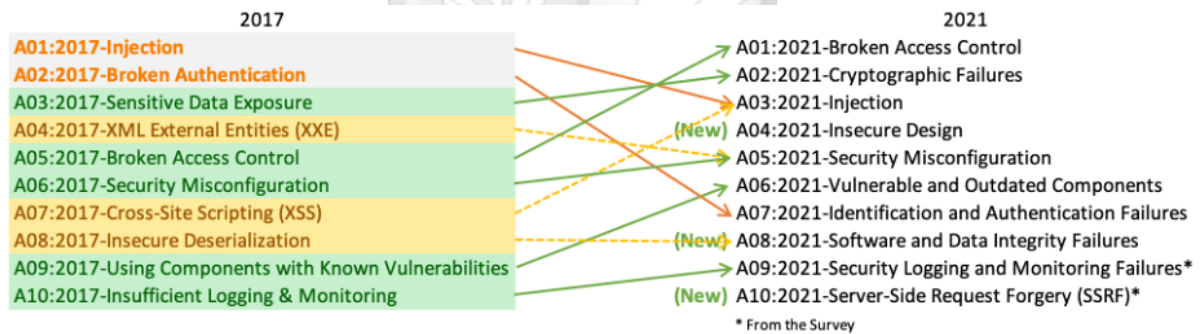 2017
A01:2017-Injection
A02:2017-Broken Authentication
A03:2017-Sensitive Data Exposure
A04:2017-XML External Entities (XXE)
A05:2017-Broken Access Control
A06:2017-Security Misconfiguration
A07:2017-Cross-Site Scripting (XSS)
A08:2017-Insecure Deserialization
A09:2017-Using Components with Known Vulnerabilities
A10:2017-Insufficient Logging & Monitoring
2021
A01:2021-Broken Access Control
A02:2021-Cryptographic Failures
A03:2021-Injection
(New) A04:2021-Insecure Design
A05:2021-Security Misconfiguration
A06:2021-Vulnerable and Outdated Components
A07:2021-Identification and Authentication Failures
(New) A08:2021-Software and Data Integrity Failures
A09:2021-Security Logging and Monitoring Failures*
(New) A10:2021-Server-Side Request Forgery (SSRF)*
* From the Survey